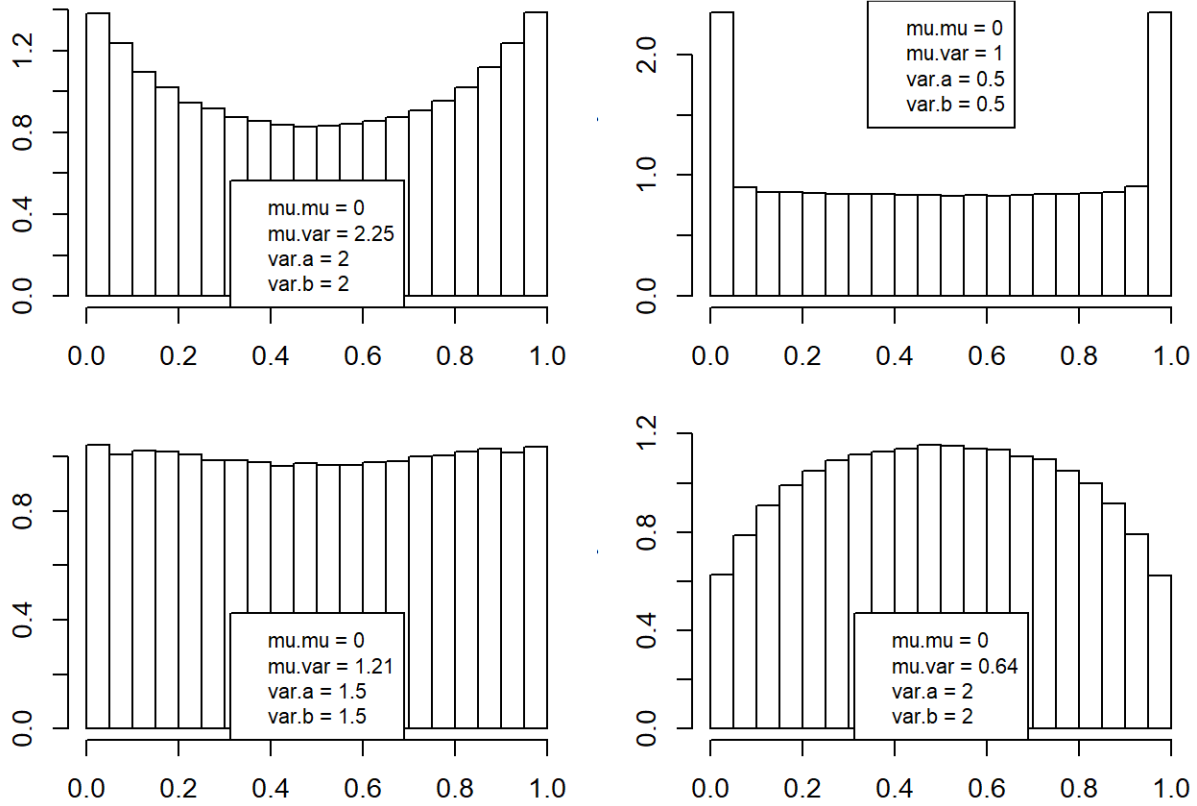 1.2
0.8
0.4
0.0
mu.mu = 0
mu.var = 2.25
var.a = 2
var.b = 2
0.0 0.2 0.4 0.6 0.8 1.0
2.0
1.0
0.0
mu.mu = 0
mu.var = 1
var.a = 0.5
var.b = 0.5
0.0 0.2 0.4 0.6 0.8 1.0
0.8
0.4
0.0
mu.mu = 0
mu.var = 1.21
var.a = 1.5
var.b = 1.5
0.0 0.2 0.4 0.6 0.8 1.0
1.2
0.8
0.4
0.0
mu.mu = 0
mu.var = 0.64
var.a = 2
var.b = 2
0.0 0.2 0.4 0.6 0.8 1.0